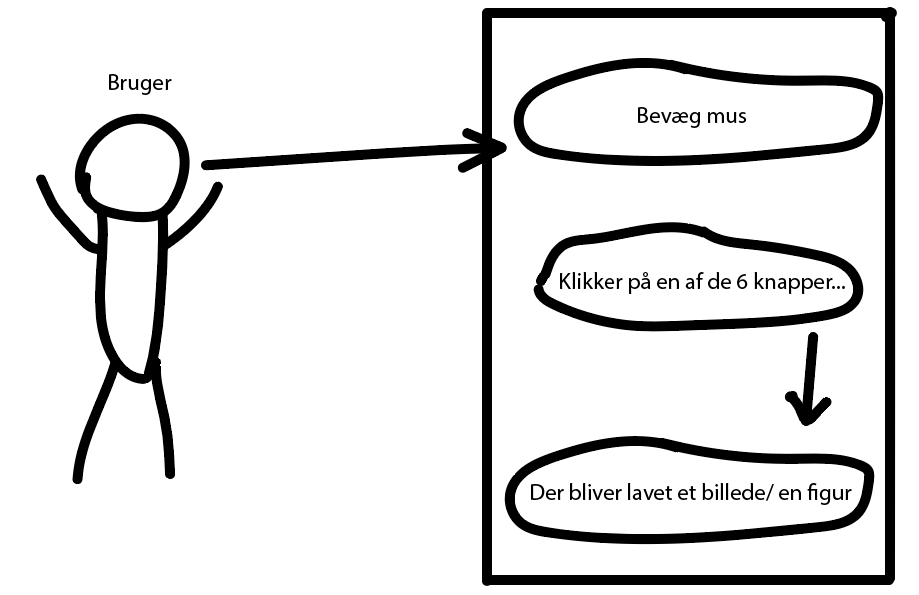 Bruger
Bevæg mus
Klikker på en af de 6 knapper...
Der bliver lavet et billede/ en figur